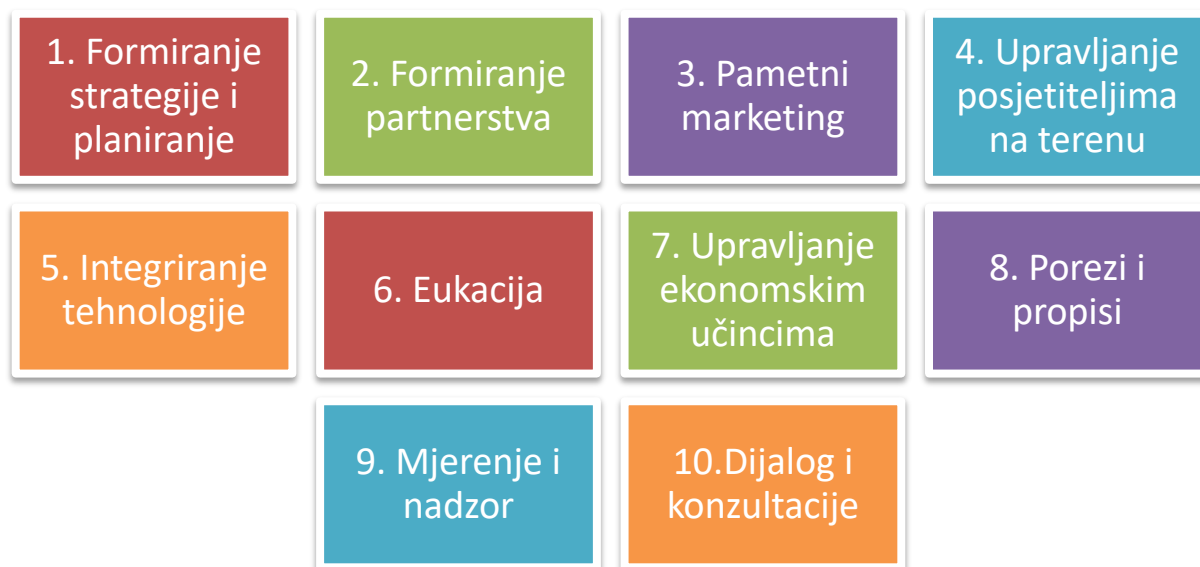 1. Formiranje
strategije i
planiranje
2. Formiranje
partnerstva
3. Pametni
marketing
4. Upravljanje
posjetiteljima
na terenu
5. Integriranje
tehnologije
6. Eukacija
7. Upravljanje
ekonomskim
učincima
8. Porezi i
propisi
9. Mjerenje i
nadzor
10.Dijalog i
konzultacije